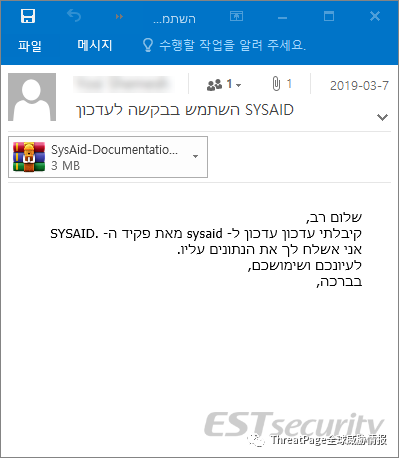 השתמ...
파일
메시지
수행할 작업을 알려 주세요.
1
1
2019-03-7
השתמש בבקשה לעדכון SYSAID
SysAid-Documentatio...
3 MB
שלום רב,
קיבלתי עדכון עדכון ל- sysaid מאת פקיד ה- .SYSAID
אני אשלח לך את הנתונים עליו.
לעיונכם ושימושכם,
בברכה,
ESTsecurity
ThreatPage全球威胁情报